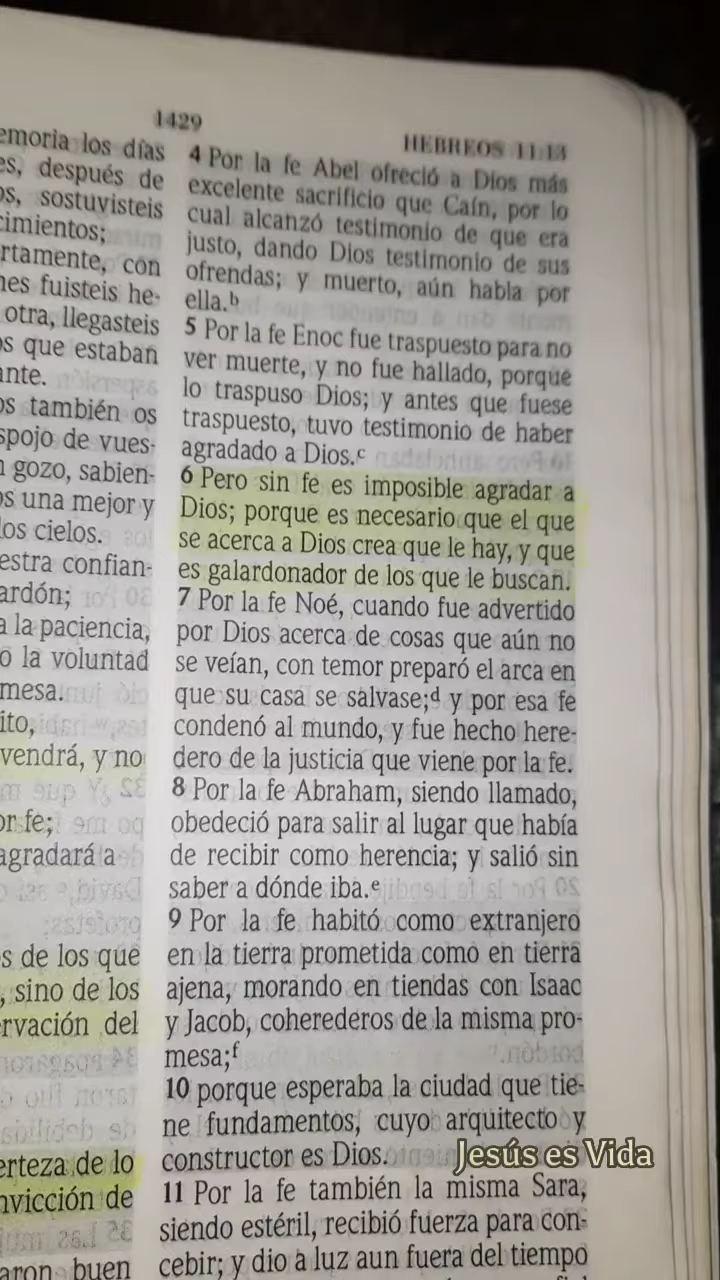 1429
HEBREOS 11:13
emoria los días
es, después de
os, sostuvisteis
cimientos;
rtamente, con
nes fuisteis he-
otra, llegasteis
os que estaban
ante.
os también os
spojo de vues-
n gozo, sabien-
os una mejor y
los cielos.
estra confian-
ardón;
a la paciencia,
o la voluntad
mesa.
ito,
vendrá, y no
or fe;
agradará a
s de los que
, sino de los
rvación del
erteza de lo
nvicción de
aron buen
4 Por la fe Abel ofreció a Dios más
excelente sacrificio que Caín, por lo
cual alcanzó testimonio de que era
justo, dando Dios testimonio de sus
ofrendas; y muerto, aún habla por
ella.b
5 Por la fe Enoc fue traspuesto para no
ver muerte, y no fue hallado, porque
lo traspuso Dios; y antes que fuese
traspuesto, tuvo testimonio de haber
agradado a Dios.c
6 Pero sin fe es imposible agradar a
Dios; porque es necesario que el que
se acerca a Dios crea que le hay, y que
es galardonador de los que le buscan.
7 Por la fe Noé, cuando fue advertido
por Dios acerca de cosas que aún no
se veían, con temor preparó el arca en
que su casa se salvase;d y por esa fe
condenó al mundo, y fue hecho here-
dero de la justicia que viene por la fe.
8 Por la fe Abraham, siendo llamado,
obedeció para salir al lugar que había
de recibir como herencia; y salió sin
saber a dónde iba.e
9 Por la fe habitó como extranjero
en la tierra prometida como en tierra
ajena, morando en tiendas con Isaac
y Jacob, coherederos de la misma pro-
mesa;f
10 porque esperaba la ciudad que tie-
ne fundamentos, cuyo arquitecto y
constructor es Dios.
11 Por la fe también la misma Sara,
siendo estéril, recibió fuerza para con-
cebir; y dio a luz aun fuera del tiempo
Jesús es Vida